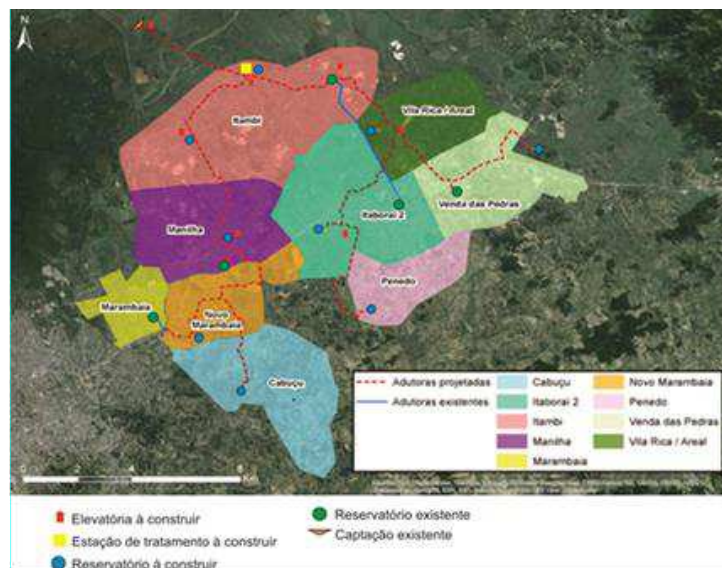 N
Vila Rica / Areal
Itambi
Itaboraí 2
Venda das Pedras
Manilha
Penedo
Marambaia
Novo
Marambaia
Cabuçu
0 2 4 8
Adutoras projetadas
Adutoras existentes
Cabuçu
Itaboraí 2
Itambi
Manilha
Marambaia
Novo Marambaia
Penedo
Venda das Pedras
Vila Rica / Areal
Elevatória à construir
Estação de tratamento à construir
Reservatório à construir
Reservatório existente
Captação existente